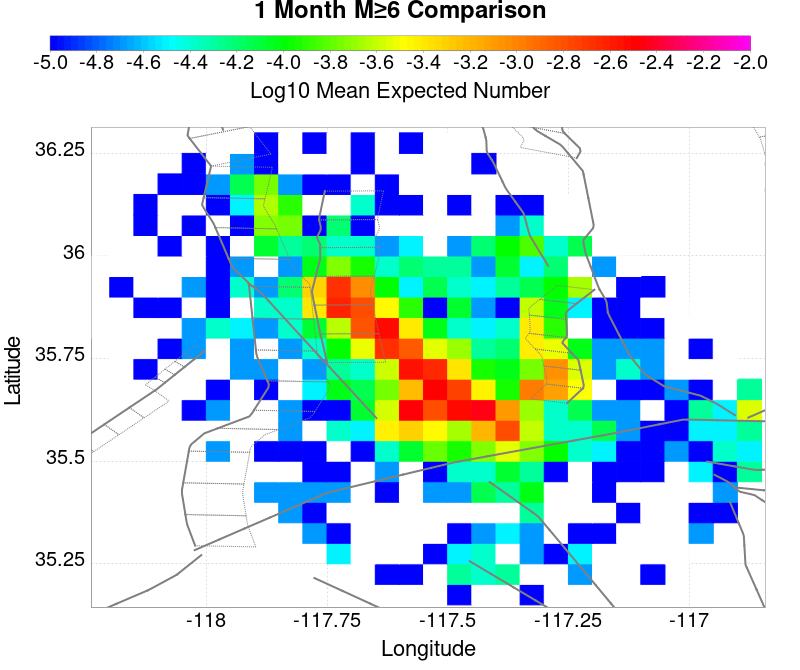 1 Month M≥6 Comparison
-5.0 -4.8 -4.6 -4.4 -4.2 -4.0 -3.8 -3.6 -3.4 -3.2 -3.0 -2.8 -2.6 -2.4 -2.2 -2.0
Log10 Mean Expected Number
36.25
36
35.75
35.5
35.25
Latitude
-118 -117.75 -117.5 -117.25 -117
Longitude